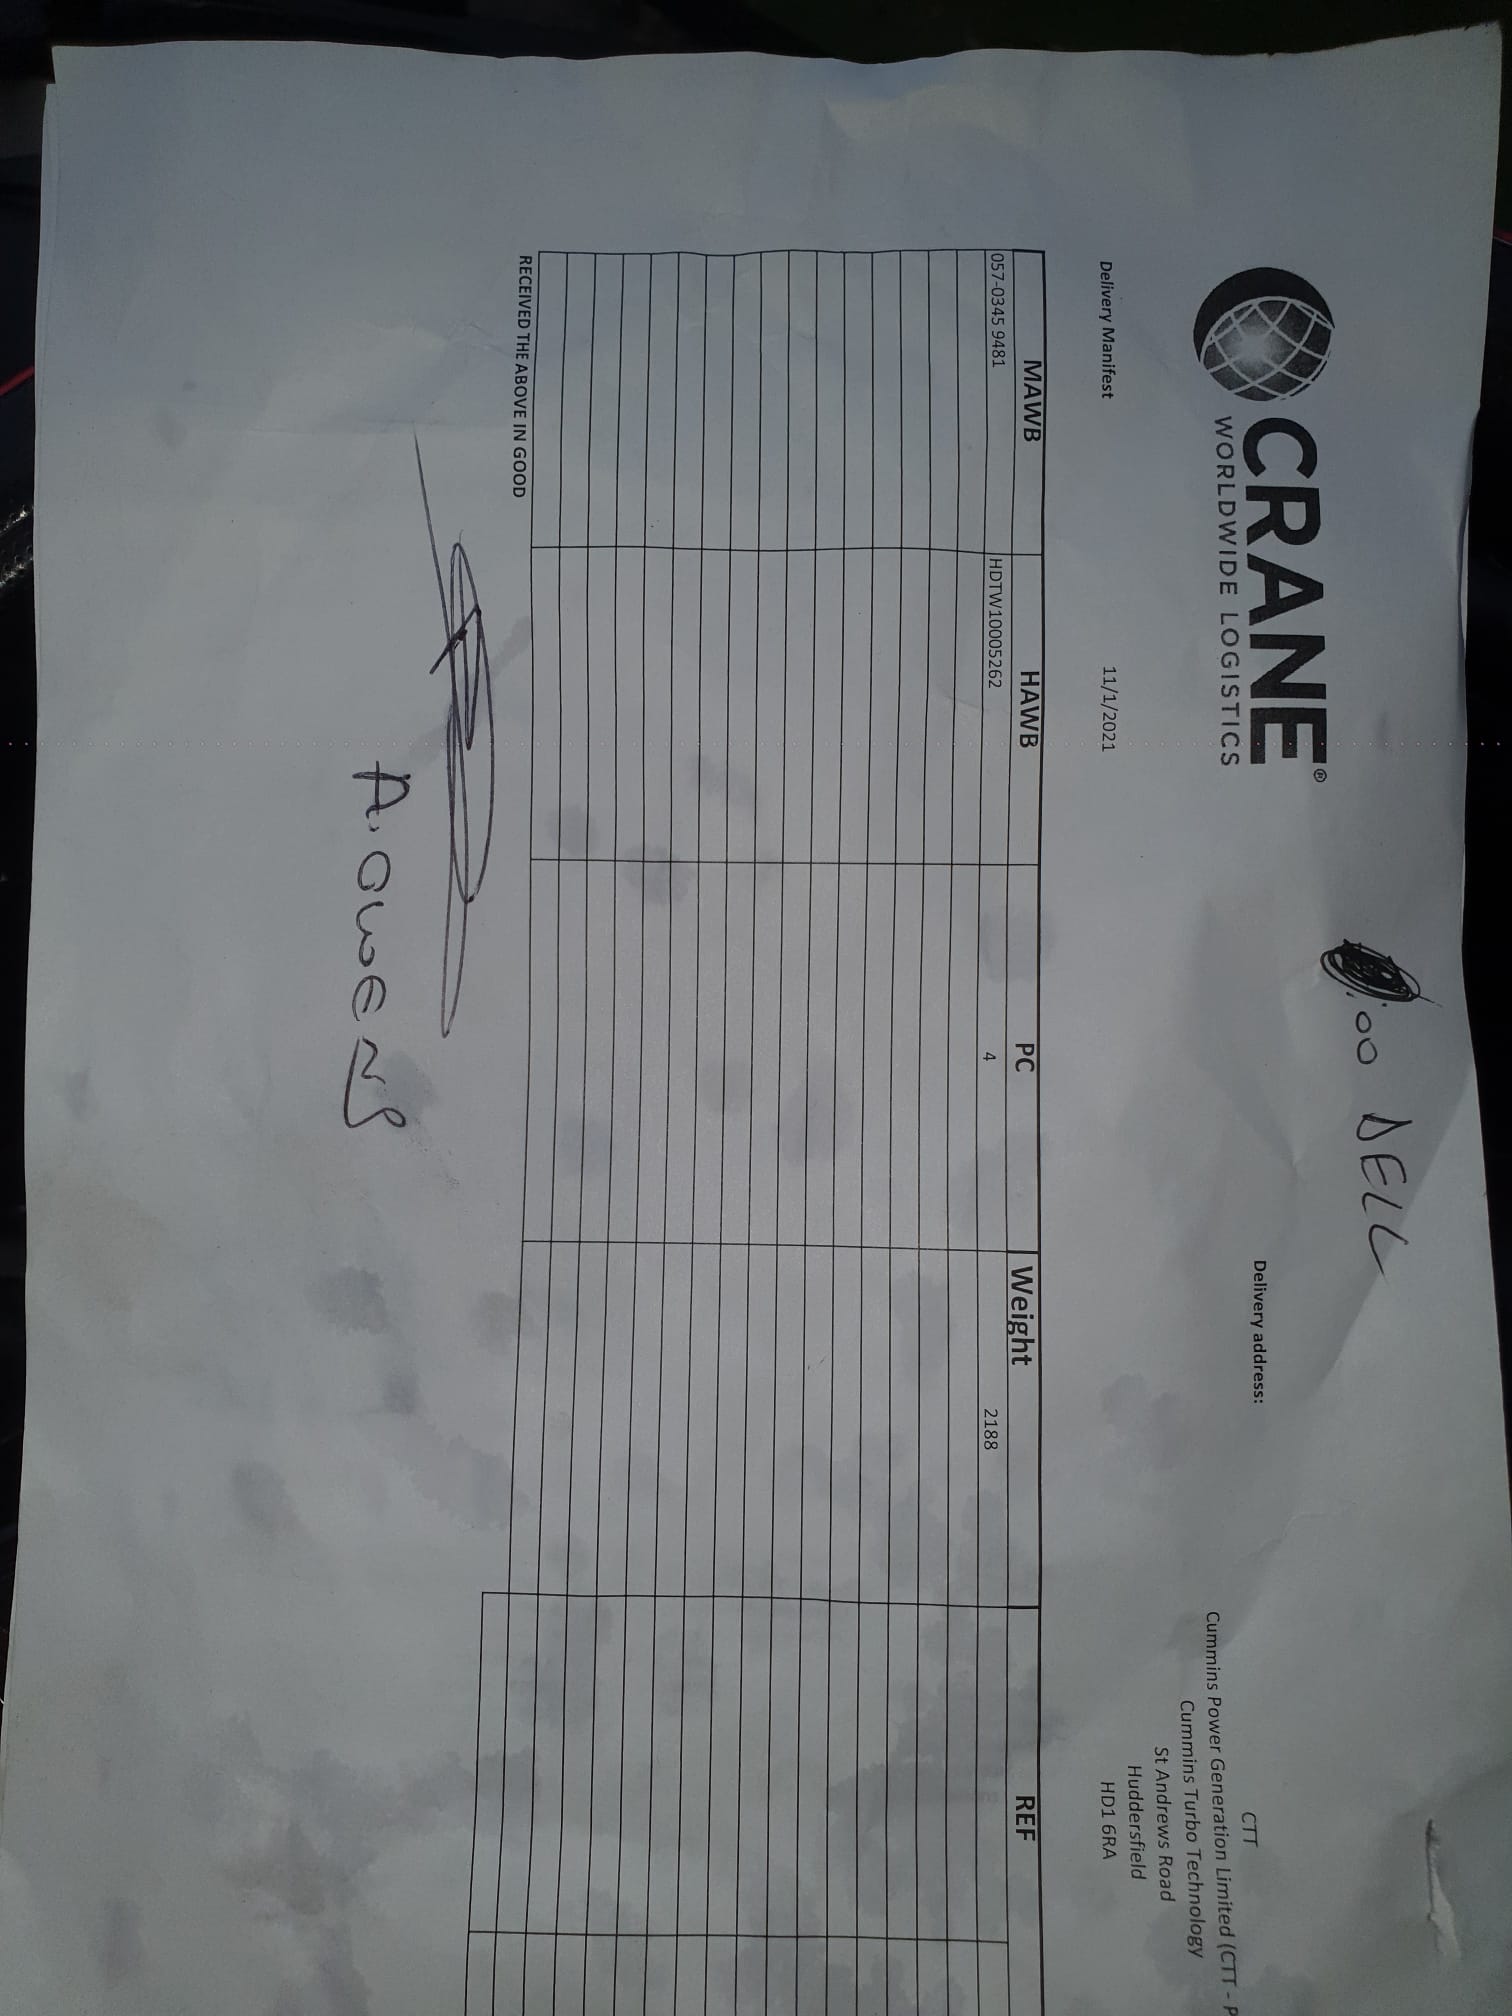 :00 DELL
CRANE®
WORLDWIDE LOGISTICS
Delivery address:
CTT
Cummins Power Generation Limited (CTT - P
Cummins Turbo Technology
St Andrews Road
Huddersfield
HD1 6RA
Delivery Manifest 11/1/2021
MAWB HAWB PC Weight REF
057-0345 9481 HDTW10005262 4 2188
RECEIVED THE ABOVE IN GOOD
A. OWENS